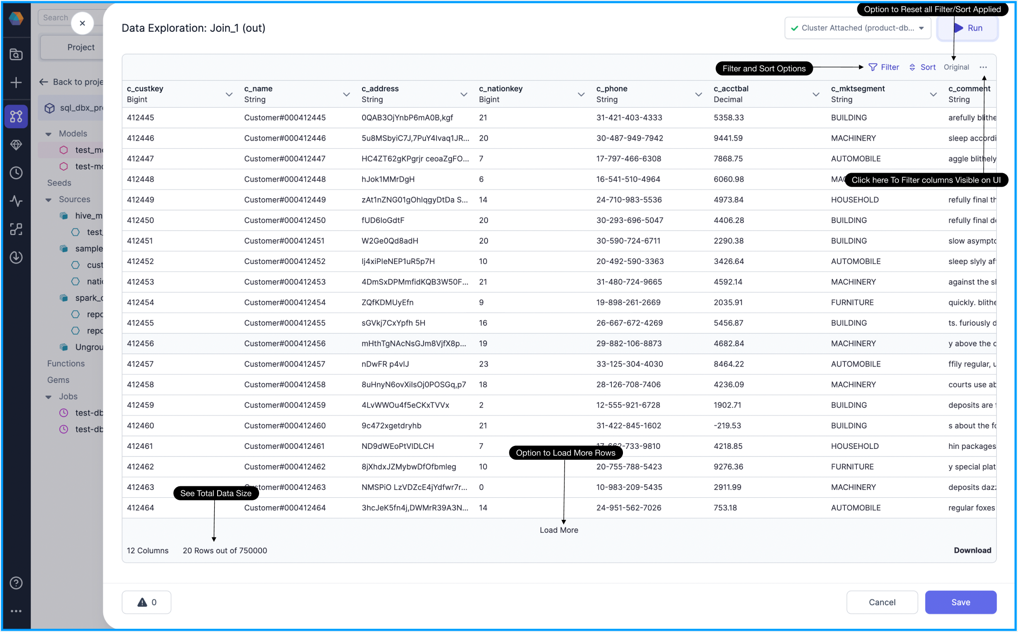 Option to Reset all Filter/Sort Applied
Search
Data Exploration: Join_1 (out)
Cluster Attached (product-db...
Run
Project
Filter and Sort Options
Filter
Sort
Original
Back to proje
c_custkey c_name c_address c_nationkey c_phone c_acctbal c_mktsegment c_comment
Bigint String String Bigint String Decimal String String
sql_dbx_pro
412445 Customer#000412445 0QAB3OjYnbP6mA0B,kgf 21 31-421-403-4333 5358.33 BUILDING arefully blithe
Models
412446 Customer#000412446 5u8MSbyiC7J,7PuY4Ivaq1JR... 20 30-487-949-7942 9441.59 MACHINERY sleep accordi
test_mo
412447 Customer#000412447 HC4ZT62gKPgrjr ceoaZgFO... 7 17-797-466-6308 7868.75 AUTOMOBILE aggle blithely
test-mo
412448 Customer#000412448 hJok1MMrDgH 6 16-541-510-4964 6060.98
Click here To Filter columns Visible on UI
Seeds
412449 Customer#000412449 zAt1nZNG01gOhlqgyDtDa S... 14 24-710-983-5536 4973.84 HOUSEHOLD refully final th
Sources
412450 Customer#000412450 fUD6IoGdtF 20 30-293-696-5047 4406.28 BUILDING refully final de
hive_m
test_
412451 Customer#000412451 W2Ge0Qd8adH 20 30-590-724-6711 2290.38 BUILDING slow asympto
sample
412452 Customer#000412452 lj4xiPleNEP1uR5p7H 10 20-492-590-3363 3426.64 AUTOMOBILE sleep slyly af
cust
412453 Customer#000412453 4DmSxDPMmfidKQB3W50F... 21 31-480-724-9665 4592.14 MACHINERY against the sl
natio
412454 Customer#000412454 ZQfKDMUyEfn 9 19-898-261-2669 2035.91 FURNITURE quickly. blithe
spark_c
repo
412455 Customer#000412455 sGVkj7CxYpfh 5H 16 26-667-672-4269 5456.87 BUILDING ts. furiously d
repo
412456 Customer#000412456 mHthTgNAcNsGJm8VjfX8p... 19 29-882-106-8873 4682.84 MACHINERY y above the c
Ungrou
412457 Customer#000412457 nDwFR p4vIJ 23 33-125-304-4030 8464.22 AUTOMOBILE ffily regular, u
Functions
Gems
412458 Customer#000412458 8uHnyN6ovXilsOj0POSGq,p7 18 28-126-708-7406 4236.09 MACHINERY courts use ab
Jobs
412459 Customer#000412459 4LvWWOu4f5eCKxTVVx 2 12-555-921-6728 1902.71 BUILDING deposits are t
test-db
412460 Customer#000412460 9c472xgetdryhb 21 31-422-845-1602 -219.53 BUILDING s about the fo
test-db
412461 Customer#000412461 ND9dWEoPtVIDLCH 7 733-9810 4218.85 HOUSEHOLD hin packages
Option to Load More Rows
412462 Customer#000412462 8jXhdxJZMybwDfOfbmleg 10 20-755-788-5423 9276.36 FURNITURE y special plat
412463 Customer#000412463 NMSPiO LzVDZcE4jYdfwr7r... 0 10-983-209-5435 2911.99 MACHINERY deposits dazz
See Total Data Size
412464 Customer#000412464 3hcJeK5fn4j,DWMrR39A3N... 14 24-951-562-7026 753.18 AUTOMOBILE regular foxes
Load More
12 Columns 20 Rows out of 750000
Download
0
Cancel
Save